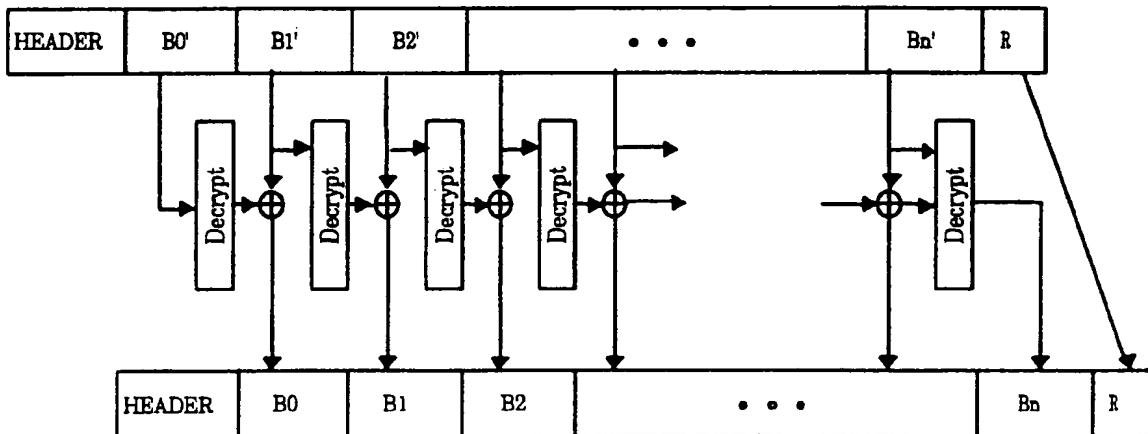 HEADER B0' B1' B2' • • • Bn' R
Decrypt Decrypt Decrypt Decrypt Decrypt
HEADER B0 B1 B2 • • • Bn R